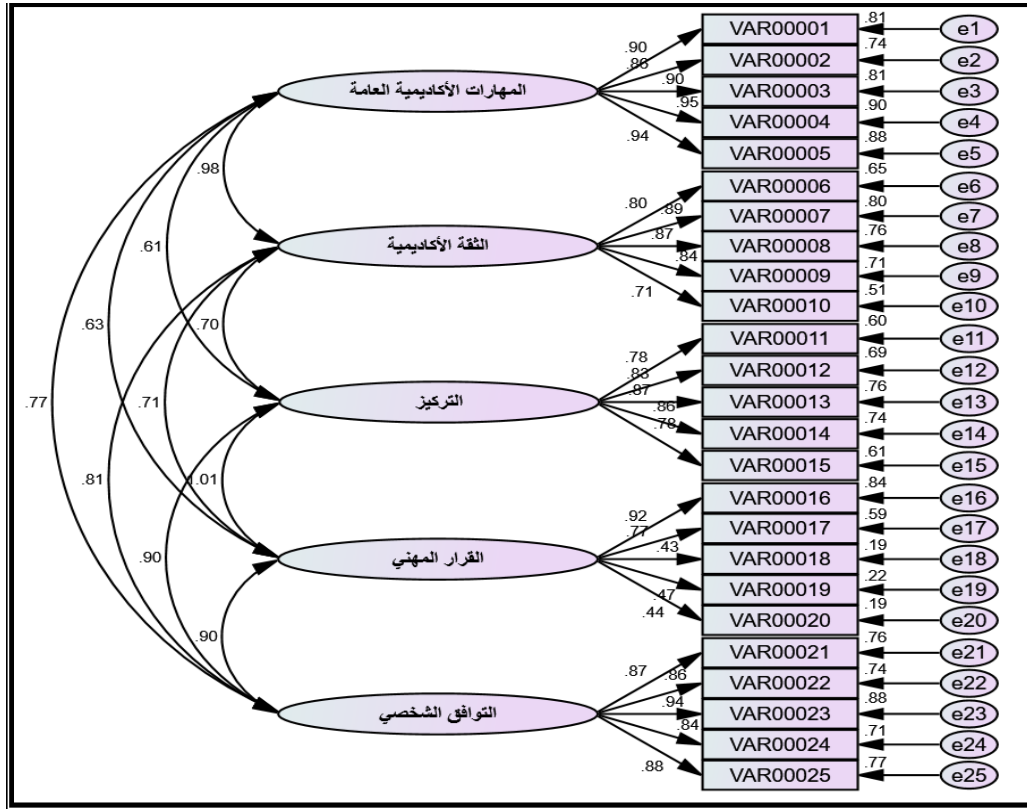 .90 VAR00001 .81 e1
.86 VAR00002 .74 e2
المهارات الأكاديمية العامة .90 VAR00003 .81 e3
.95 VAR00004 .90 e4
.94 VAR00005 .88 e5
.98
.80 VAR00006 .65 e6
.89 VAR00007 .80 e7
.61 الثقة الأكاديمية .87 VAR00008 .76 e8
.84 VAR00009 .71 e9
.71 VAR00010 .51 e10
.63 .70
.78 VAR00011 .60 e11
.83 VAR00012 .69 e12
.77 .71 التركيز .87 VAR00013 .76 e13
.86 VAR00014 .74 e14
.78 VAR00015 .61 e15
.81 1.01
.92 VAR00016 .84 e16
.77 VAR00017 .59 e17
.90 القرار المهني .43 VAR00018 .19 e18
.47 VAR00019 .22 e19
.44 VAR00020 .19 e20
.90
.87 VAR00021 .76 e21
.86 VAR00022 .74 e22
التوافق الشخصي .94 VAR00023 .88 e23
.84 VAR00024 .71 e24
.88 VAR00025 .77 e25